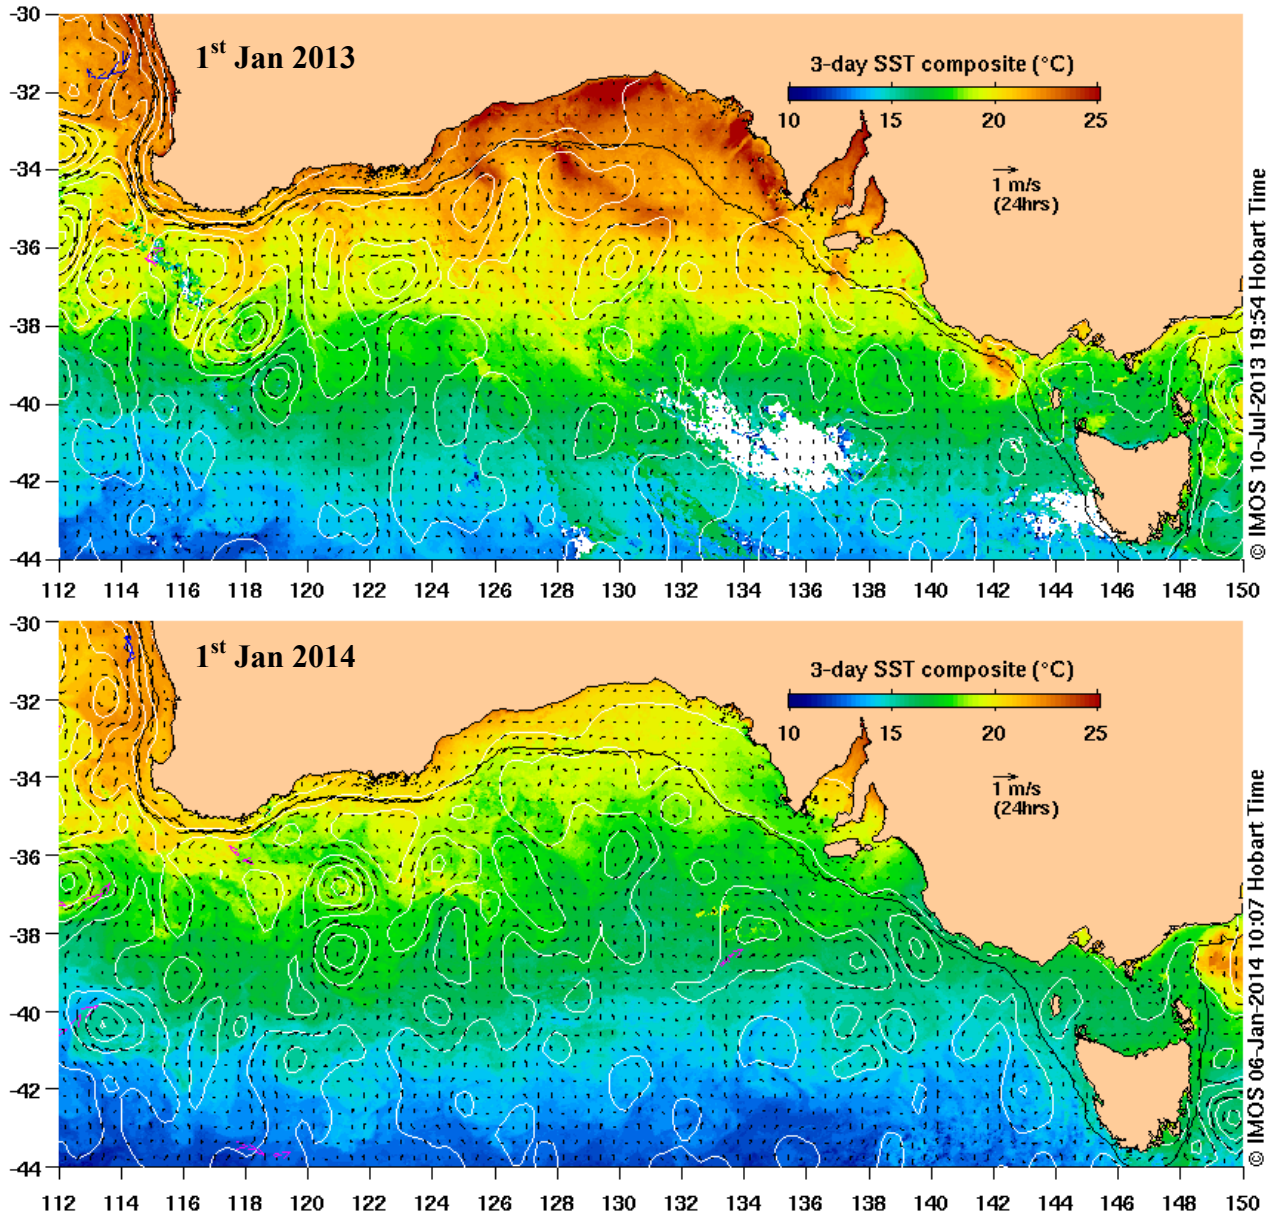 -30
1st Jan 2013
3-day SST composite (°C)
10 15 20 25
-32
-34
1 m/s
(24hrs)
-36
-38
-40
-42
-44
112 114 116 118 120 122 124 126 128 130 132 134 136 138 140 142 144 146 148 150
© IMOS 10-Jul-2013 19:54 Hobart Time
-30
1st Jan 2014
3-day SST composite (°C)
10 15 20 25
-32
-34
1 m/s
(24hrs)
-36
-38
-40
-42
-44
112 114 116 118 120 122 124 126 128 130 132 134 136 138 140 142 144 146 148 150
© IMOS 06-Jan-2014 10:07 Hobart Time